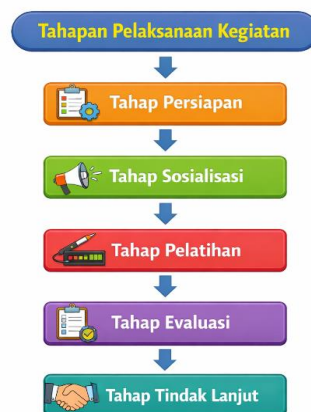 Tahapan Pelaksanaan Kegiatan
Tahap Persiapan
Tahap Sosialisasi
Tahap Pelatihan
Tahap Evaluasi
Tahap Tindak Lanjut